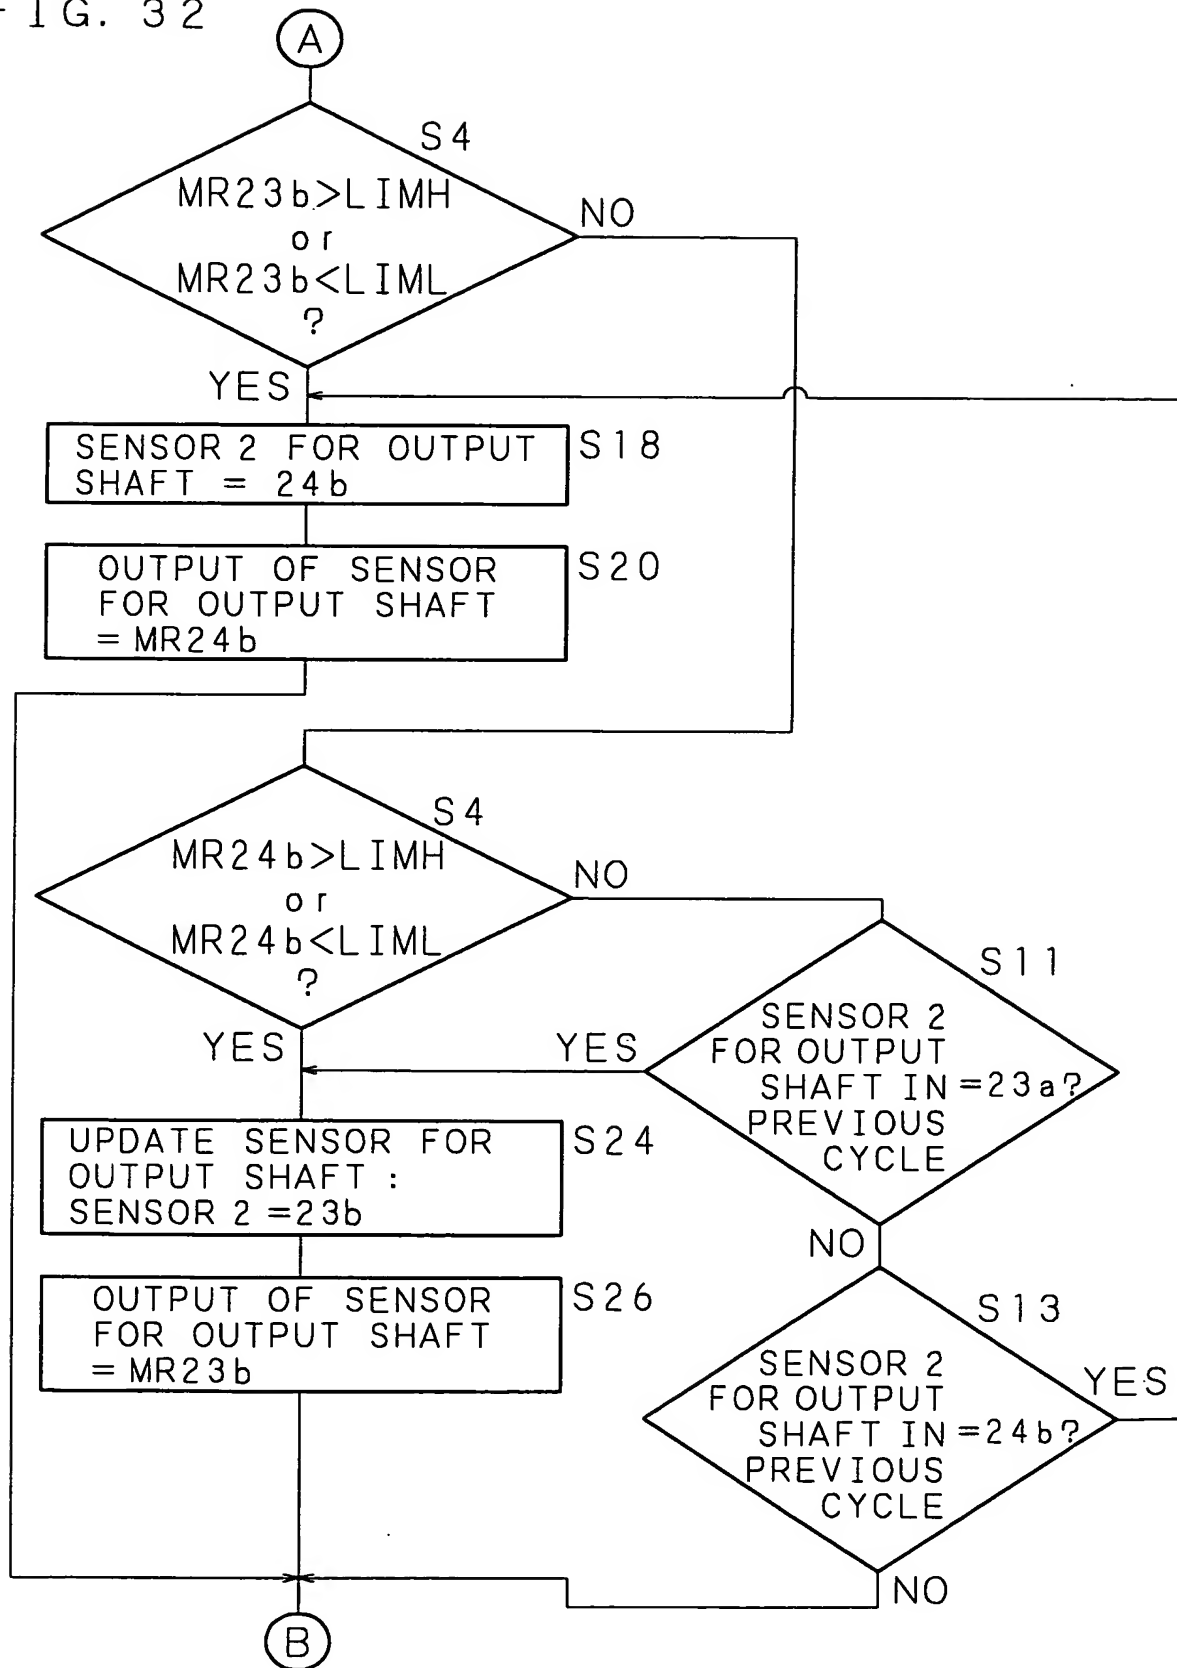 FIG. 32
A
S4
MR23b>LIMH
or
MR23b<LIML
?
NO
YES
SENSOR 2 FOR OUTPUT
SHAFT = 24b
S18
OUTPUT OF SENSOR
FOR OUTPUT SHAFT
=MR24b
S20
S4
MR24b>LIMH
or
MR24b<LIML
?
NO
YES
S11
SENSOR 2
FOR OUTPUT
SHAFT IN =23a?
PREVIOUS
CYCLE
YES
NO
UPDATE SENSOR FOR
OUTPUT SHAFT :
SENSOR 2 =23b
S24
OUTPUT OF SENSOR
FOR OUTPUT SHAFT
=MR23b
S26
S13
SENSOR 2
FOR OUTPUT
SHAFT IN =24b?
PREVIOUS
CYCLE
YES
NO
B